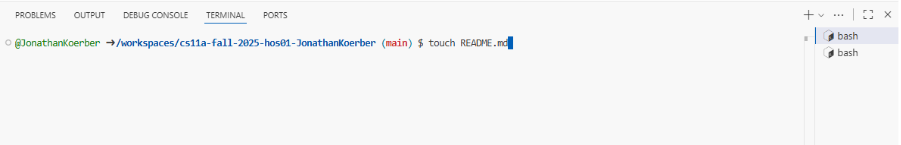 PROBLEMS OUTPUT DEBUG CONSOLE TERMINAL PORTS
@JonathanKoerber ➜/workspaces/cs11a-fall-2025-hos01-JonathanKoerber (main) $ touch README.md
bash
bash